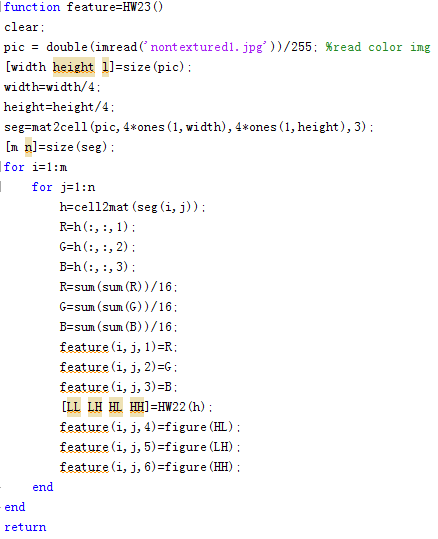 function feature=HW23()
clear;
pic = double(imread('nontextured1.jpg'))/255; %read color img
[width height l]=size(pic);
width=width/4;
height=height/4;
seg=mat2cell(pic,4*ones(1,width),4*ones(1,height),3);
[m n]=size(seg);
for i=1:m
    for j=1:n
        h=cell2mat(seg(i,j));
        R=h(:,:,1);
        G=h(:,:,2);
        B=h(:,:,3);
        R=sum(sum(R))/16;
        G=sum(sum(G))/16;
        B=sum(sum(B))/16;
        feature(i,j,1)=R;
        feature(i,j,2)=G;
        feature(i,j,3)=B;
        [LL LH HL HH]=HW22(h);
        feature(i,j,4)=figure(HL);
        feature(i,j,5)=figure(LH);
        feature(i,j,6)=figure(HH);
    end
end
return